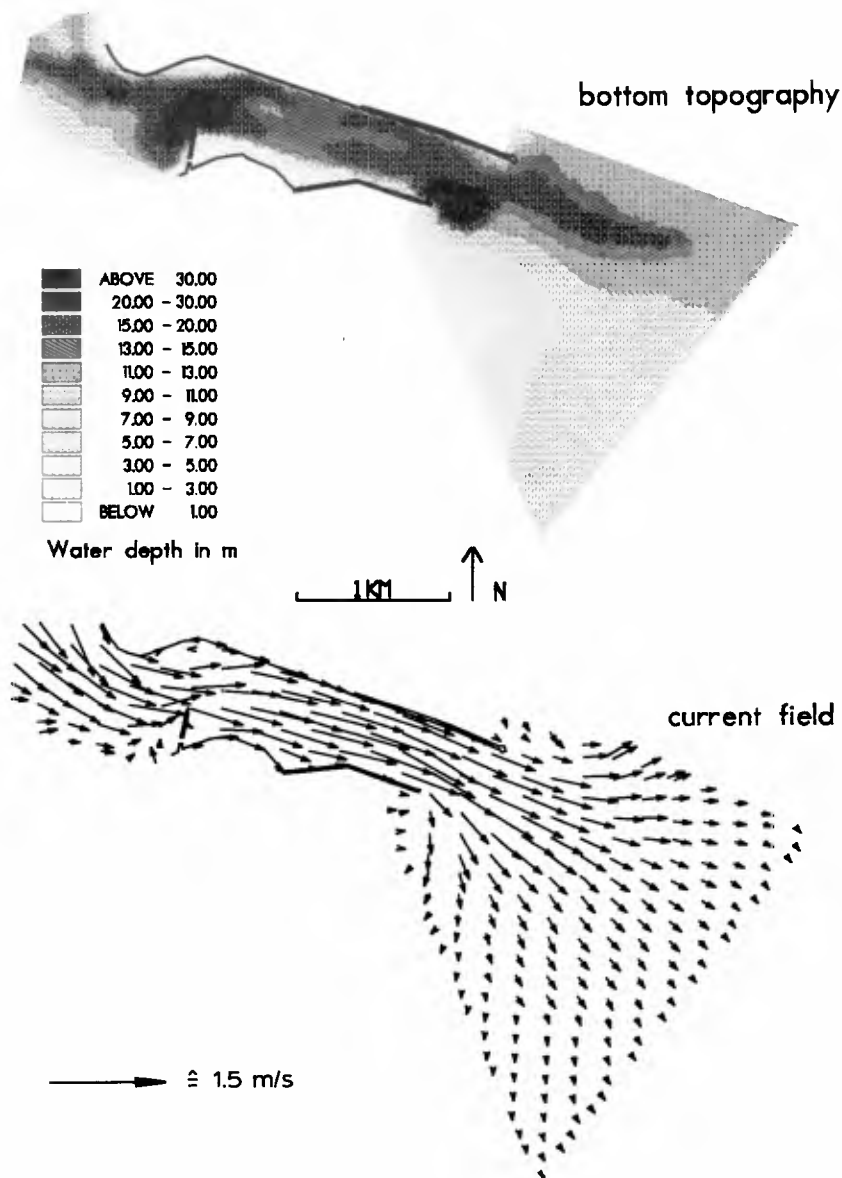 bottom topography
ABOVE 30.00
20.00 - 30.00
15.00 - 20.00
13.00 - 15.00
11.00 - 13.00
9.00 - 11.00
7.00 - 9.00
5.00 - 7.00
3.00 - 5.00
1.00 - 3.00
BELOW 1.00
Water depth in m
1 KM
N
current field
≙ 1.5 m/s